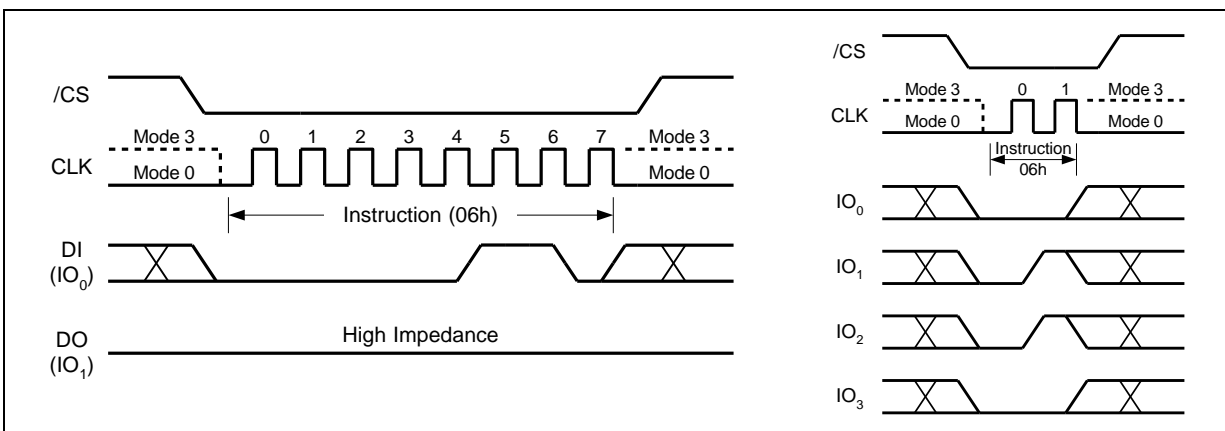 /CS
Mode 3 0 1 2 3 4 5 6 7 Mode 3
CLK Mode 0 Mode 0
Instruction (06h)
DI
(IO0)
High Impedance
DO
(IO1)
/CS
Mode 3 0 1 Mode 3
CLK Mode 0 Mode 0
Instruction
06h
IO0
IO1
IO2
IO3